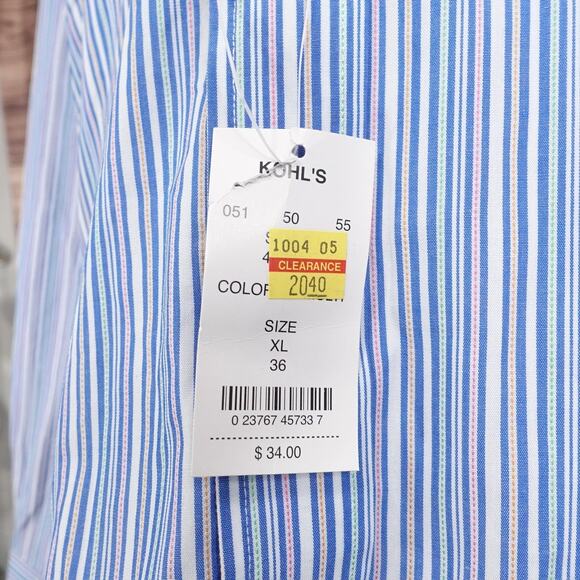 KOHL'S
051 50 55
1004 05
CLEARANCE
2040
COLOR
SIZE
XL
36
0 23767 45733 7
$ 34.00